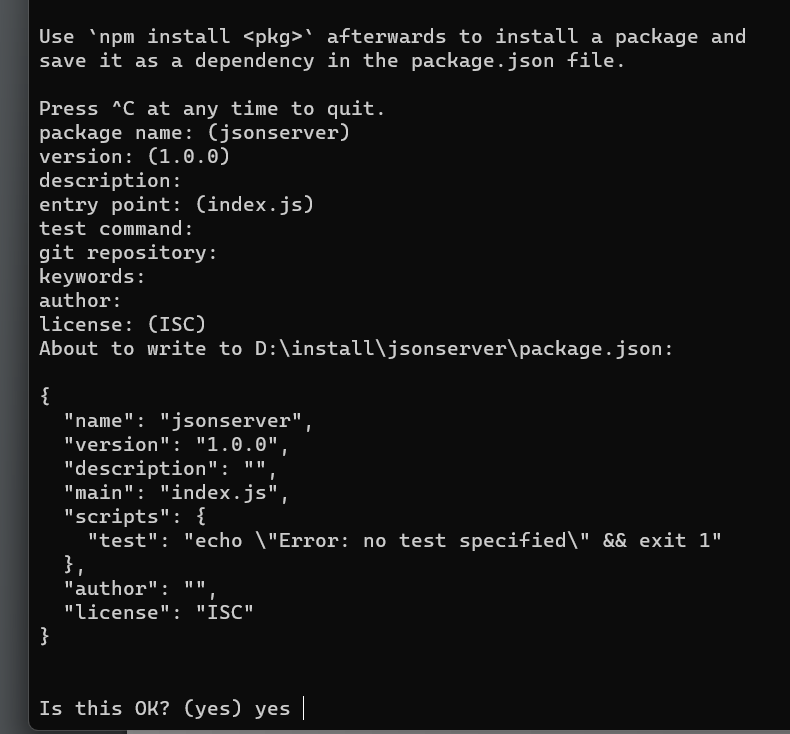 Use `npm install <pkg>` afterwards to install a package and
save it as a dependency in the package.json file.
Press ^C at any time to quit.
package name: (jsonserver)
version: (1.0.0)
description:
entry point: (index.js)
test command:
git repository:
keywords:
author:
license: (ISC)
About to write to D:\install\jsonserver\package.json:
{
  "name": "jsonserver",
  "version": "1.0.0",
  "description": "",
  "main": "index.js",
  "scripts": {
    "test": "echo \"Error: no test specified\" && exit 1"
  },
  "author": "",
  "license": "ISC"
}
Is this OK? (yes) yes